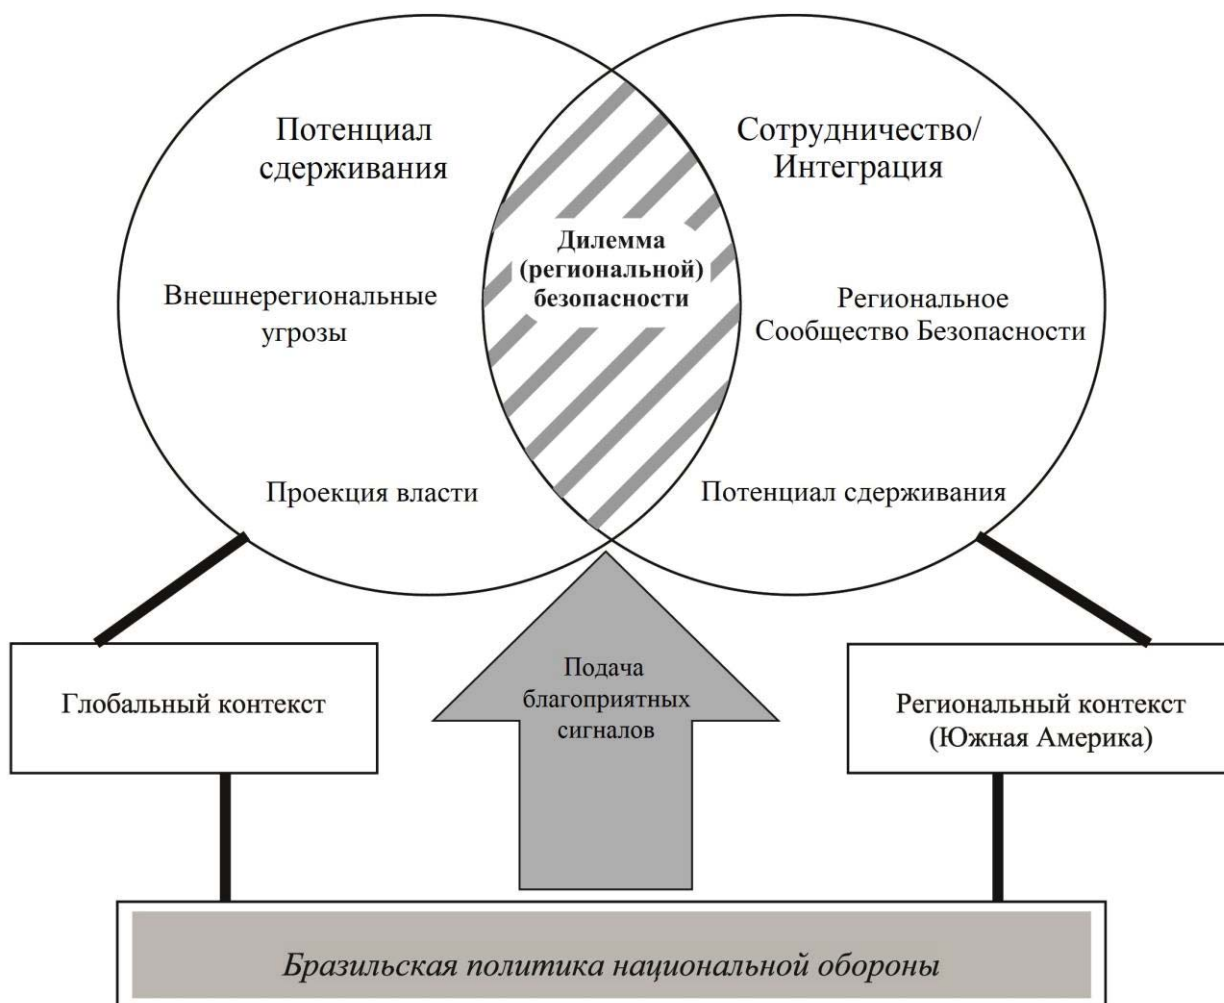 Потенциал
сдерживания
Внешнерегиональные
угрозы
Проекция власти
Дилемма
(региональной)
безопасности
Сотрудничество/
Интеграция
Региональное
Сообщество Безопасности
Потенциал сдерживания
Глобальный контекст
Подача
благоприятных
сигналов
Региональный контекст
(Южная Америка)
Бразильская политика национальной обороны